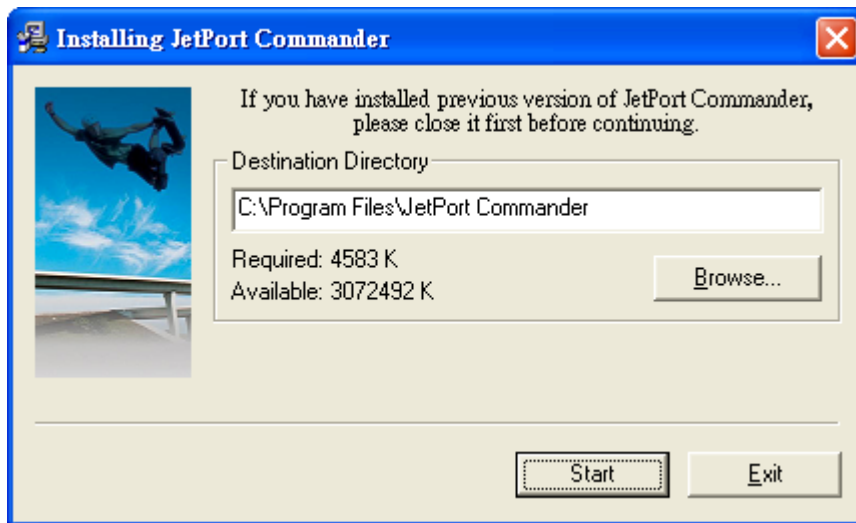 Installing JetPort Commander
If you have installed previous version of JetPort Commander,
please close it first before continuing.
Destination Directory
C:\Program Files\JetPort Commander
Required: 4583 K
Available: 3072492 K
Browse...
Start
Exit